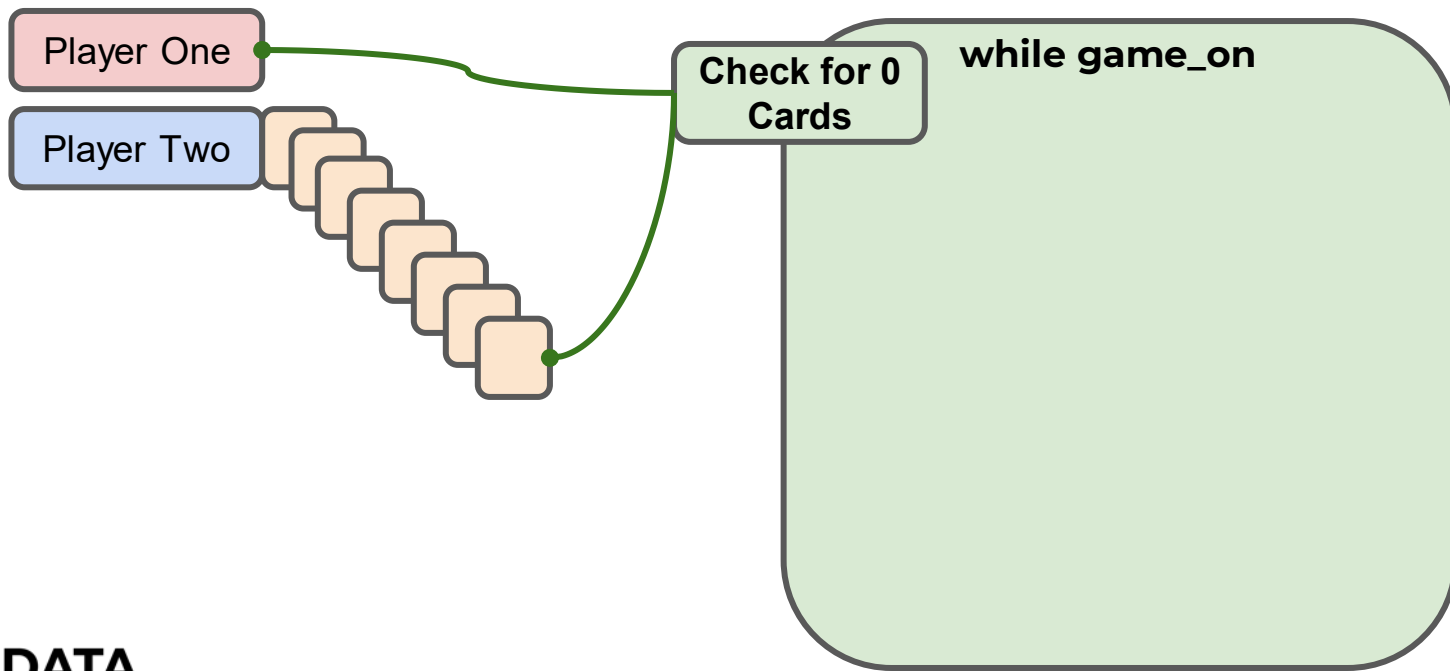 Player One
Player Two
Check for 0
Cards
while game_on
DATA